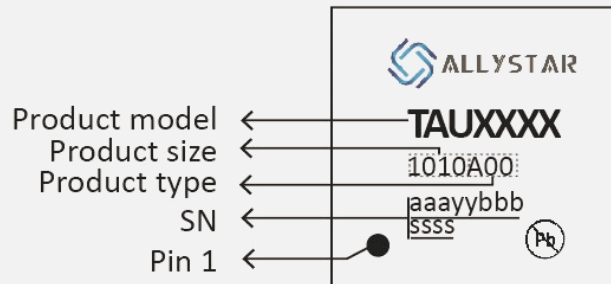 ALLYSTAR
Product model
TAUXXXX
Product size
1010A00
Product type
SN
aaayybbb
ssss
Pb
Pin 1